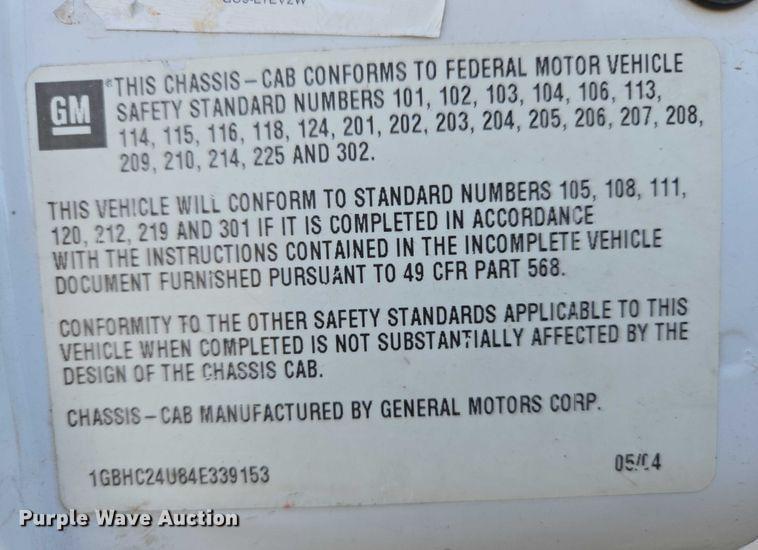 GM
*THIS CHASSIS-CAB CONFORMS TO FEDERAL MOTOR VEHICLE
SAFETY STANDARD NUMBERS 101, 102, 103, 104, 106, 113,
114, 115, 116, 118, 124, 201, 202, 203, 204, 205, 206, 207, 208,
209, 210, 214, 225 AND 302.
THIS VEHICLE WILL CONFORM TO STANDARD NUMBERS 105, 108, 111,
120, 212, 219 AND 301 IF IT IS COMPLETED IN ACCORDANCE
WITH THE INSTRUCTIONS CONTAINED IN THE INCOMPLETE VEHICLE
DOCUMENT FURNISHED PURSUANT TO 49 CFR PART 568.
CONFORMITY TO THE OTHER SAFETY STANDARDS APPLICABLE TO THIS
VEHICLE WHEN COMPLETED IS NOT SUBSTANTIALLY AFFECTED BY THE
DESIGN OF THE CHASSIS CAB.
CHASSIS-CAB MANUFACTURED BY GENERAL MOTORS CORP.
1GBHC24U84E339153
05/04
Purple Wave Auction